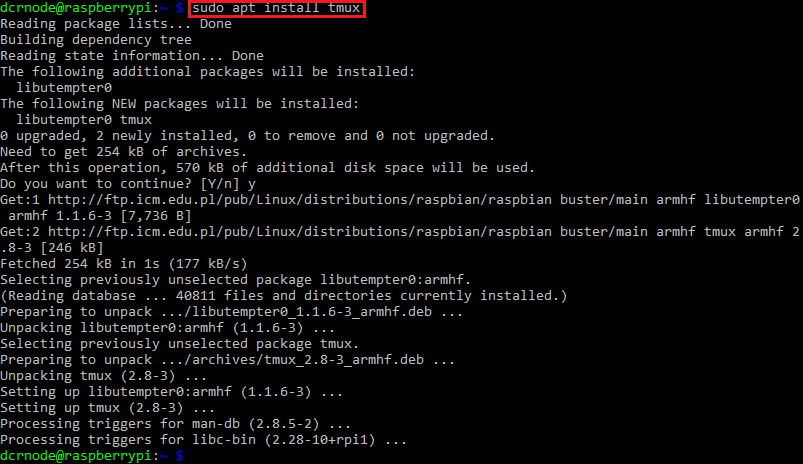 dcrnode@raspberrypi:~ $ sudo apt install tmux
Reading package lists... Done
Building dependency tree
Reading state information... Done
The following additional packages will be installed:
  libutempter0
The following NEW packages will be installed:
  libutempter0 tmux
0 upgraded, 2 newly installed, 0 to remove and 0 not upgraded.
Need to get 254 kB of archives.
After this operation, 570 kB of additional disk space will be used.
Do you want to continue? [Y/n] y
Get:1 http://ftp.icm.edu.pl/pub/Linux/distributions/raspbian/raspbian buster/main armhf libutempter0
 armhf 1.1.6-3 [7,736 B]
Get:2 http://ftp.icm.edu.pl/pub/Linux/distributions/raspbian/raspbian buster/main armhf tmux armhf 2
.8-3 [246 kB]
Fetched 254 kB in 1s (177 kB/s)
Selecting previously unselected package libutempter0:armhf.
(Reading database ... 40811 files and directories currently installed.)
Preparing to unpack .../libutempter0_1.1.6-3_armhf.deb ...
Unpacking libutempter0:armhf (1.1.6-3) ...
Selecting previously unselected package tmux.
Preparing to unpack .../archives/tmux_2.8-3_armhf.deb ...
Unpacking tmux (2.8-3) ...
Setting up libutempter0:armhf (1.1.6-3) ...
Setting up tmux (2.8-3) ...
Processing triggers for man-db (2.8.5-2) ...
Processing triggers for libc-bin (2.28-10+rpi1) ...
dcrnode@raspberrypi:~ $